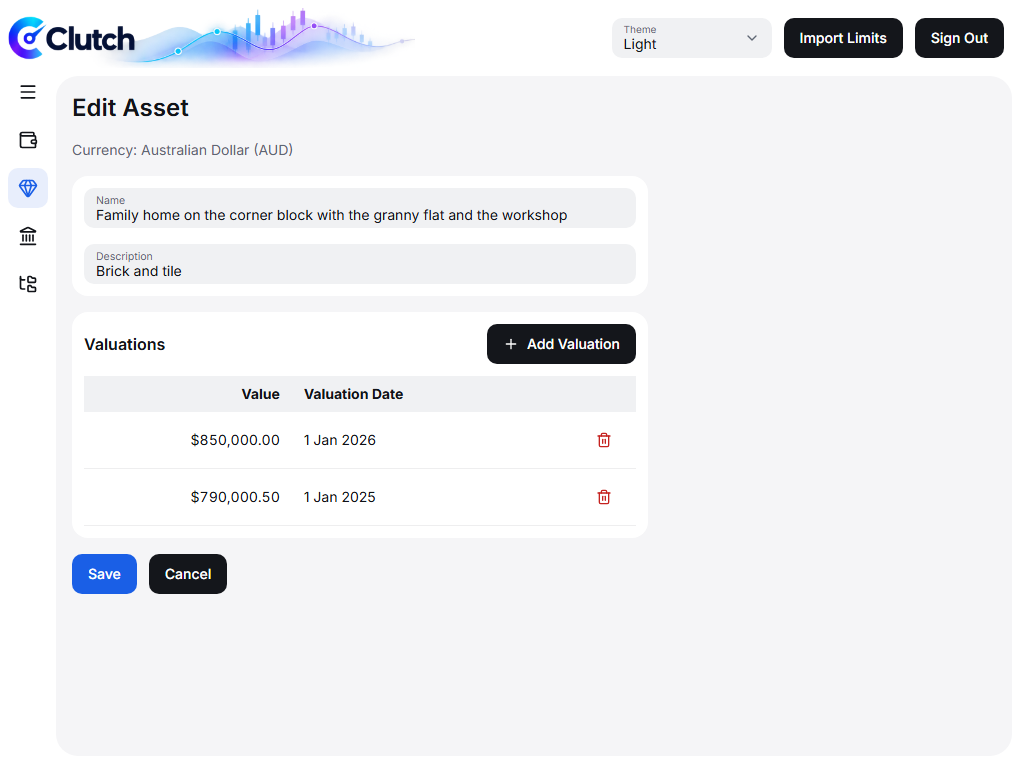 Clutch
Theme
Light
Import Limits
Sign Out
Edit Asset
Currency: Australian Dollar (AUD)
Name
Family home on the corner block with the granny flat and the workshop
Description
Brick and tile
Valuations
+ Add Valuation
Value Valuation Date
$850,000.00 1 Jan 2026
$790,000.50 1 Jan 2025
Save Cancel